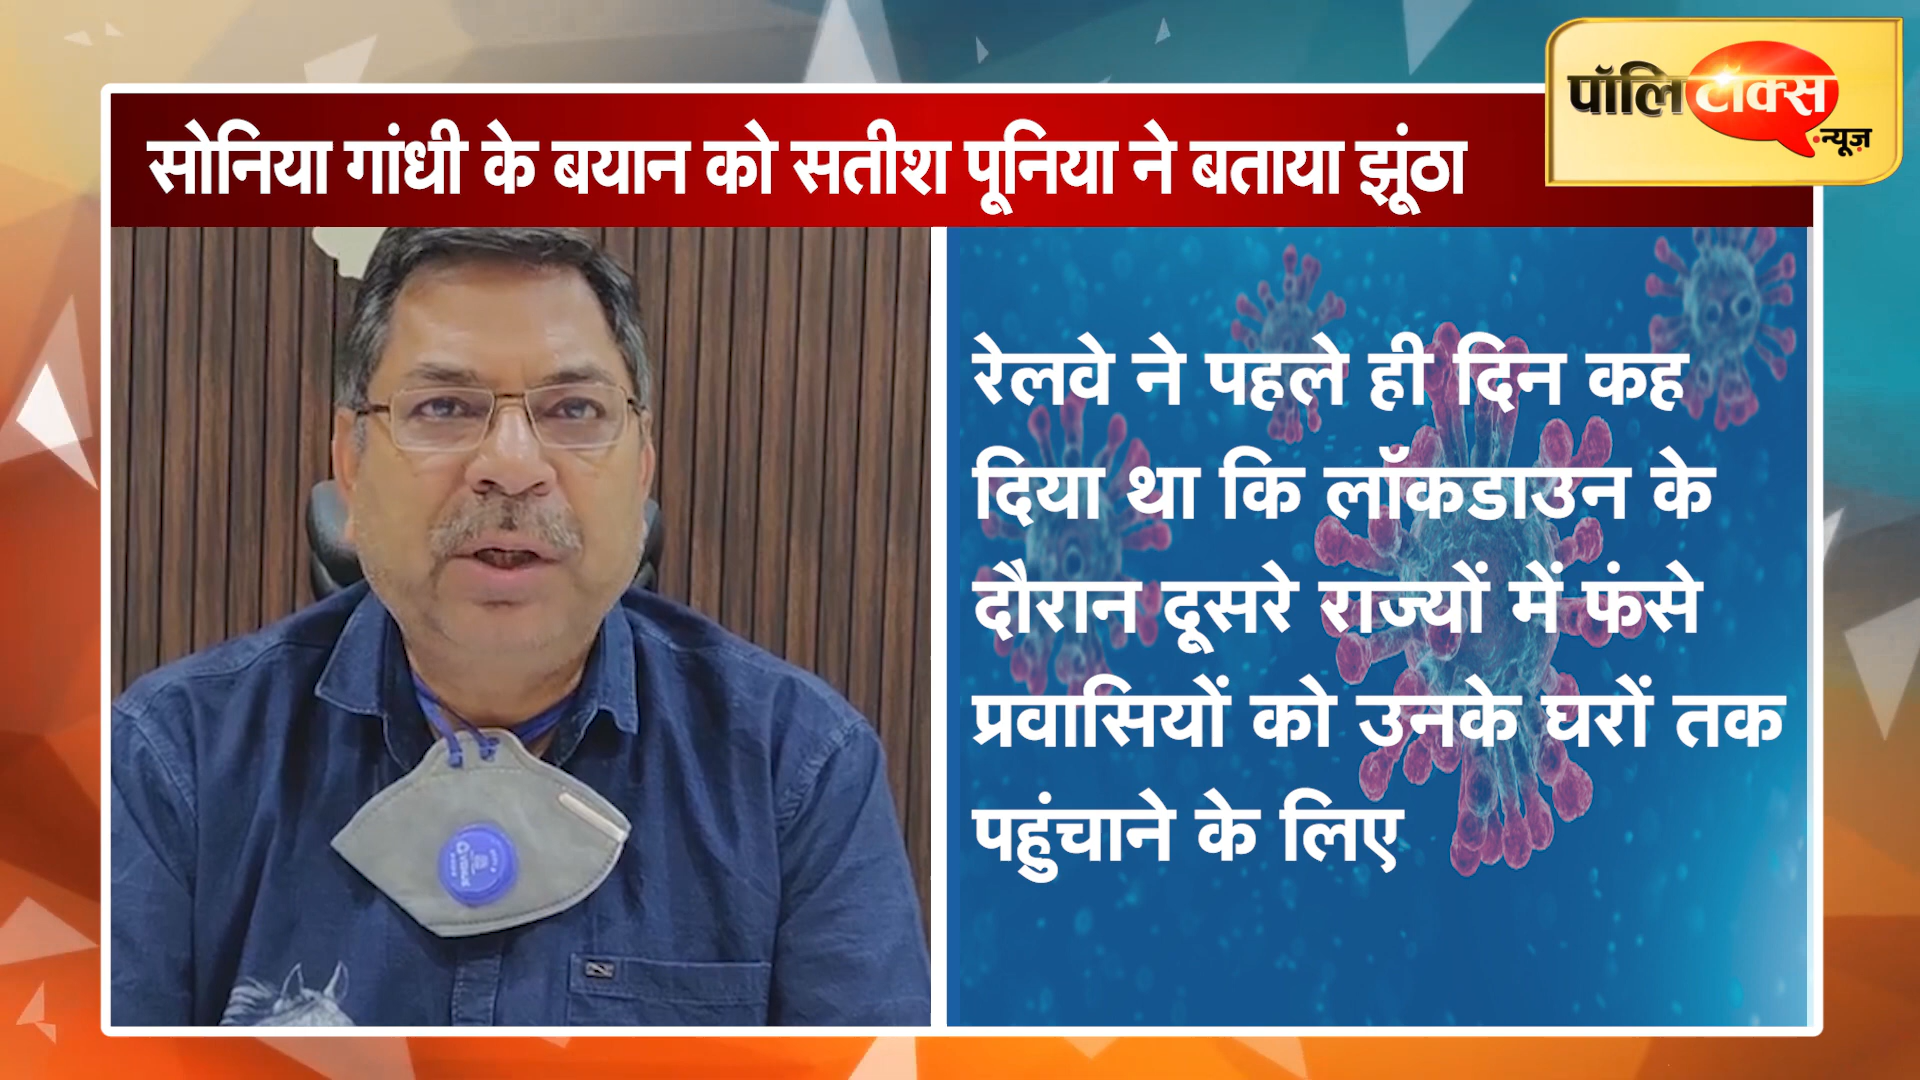 पॉलिटॉक्स
न्यूज़
सोनिया गांधी के बयान को सतीश पूनिया ने बताया झूंठा
रेलवे ने पहले ही दिन कह
दिया था कि लॉकडाउन के
दौरान दूसरे राज्यों में फंसे
प्रवासियों को उनके घरों तक
पहुंचाने के लिए